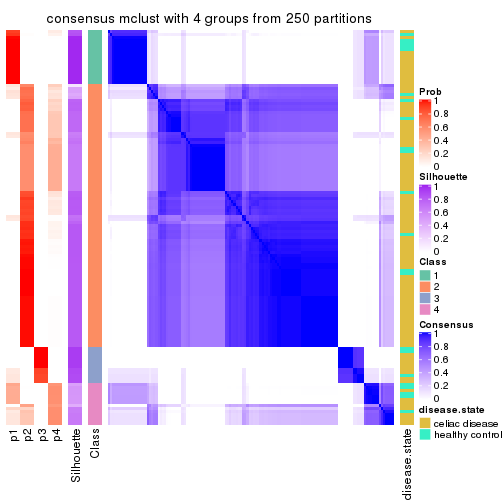 consensus mclust with 4 groups from 250 partitions
Prob
1
0.8
0.6
0.4
0.2
0
Silhouette
1
0.8
0.6
0.4
0.2
0
Class
1
2
3
4
Consensus
1
0.8
0.6
0.4
0.2
0
disease.state
celiac disease
healthy control
p1
p2
p3
p4
Silhouette
Class
disease.state